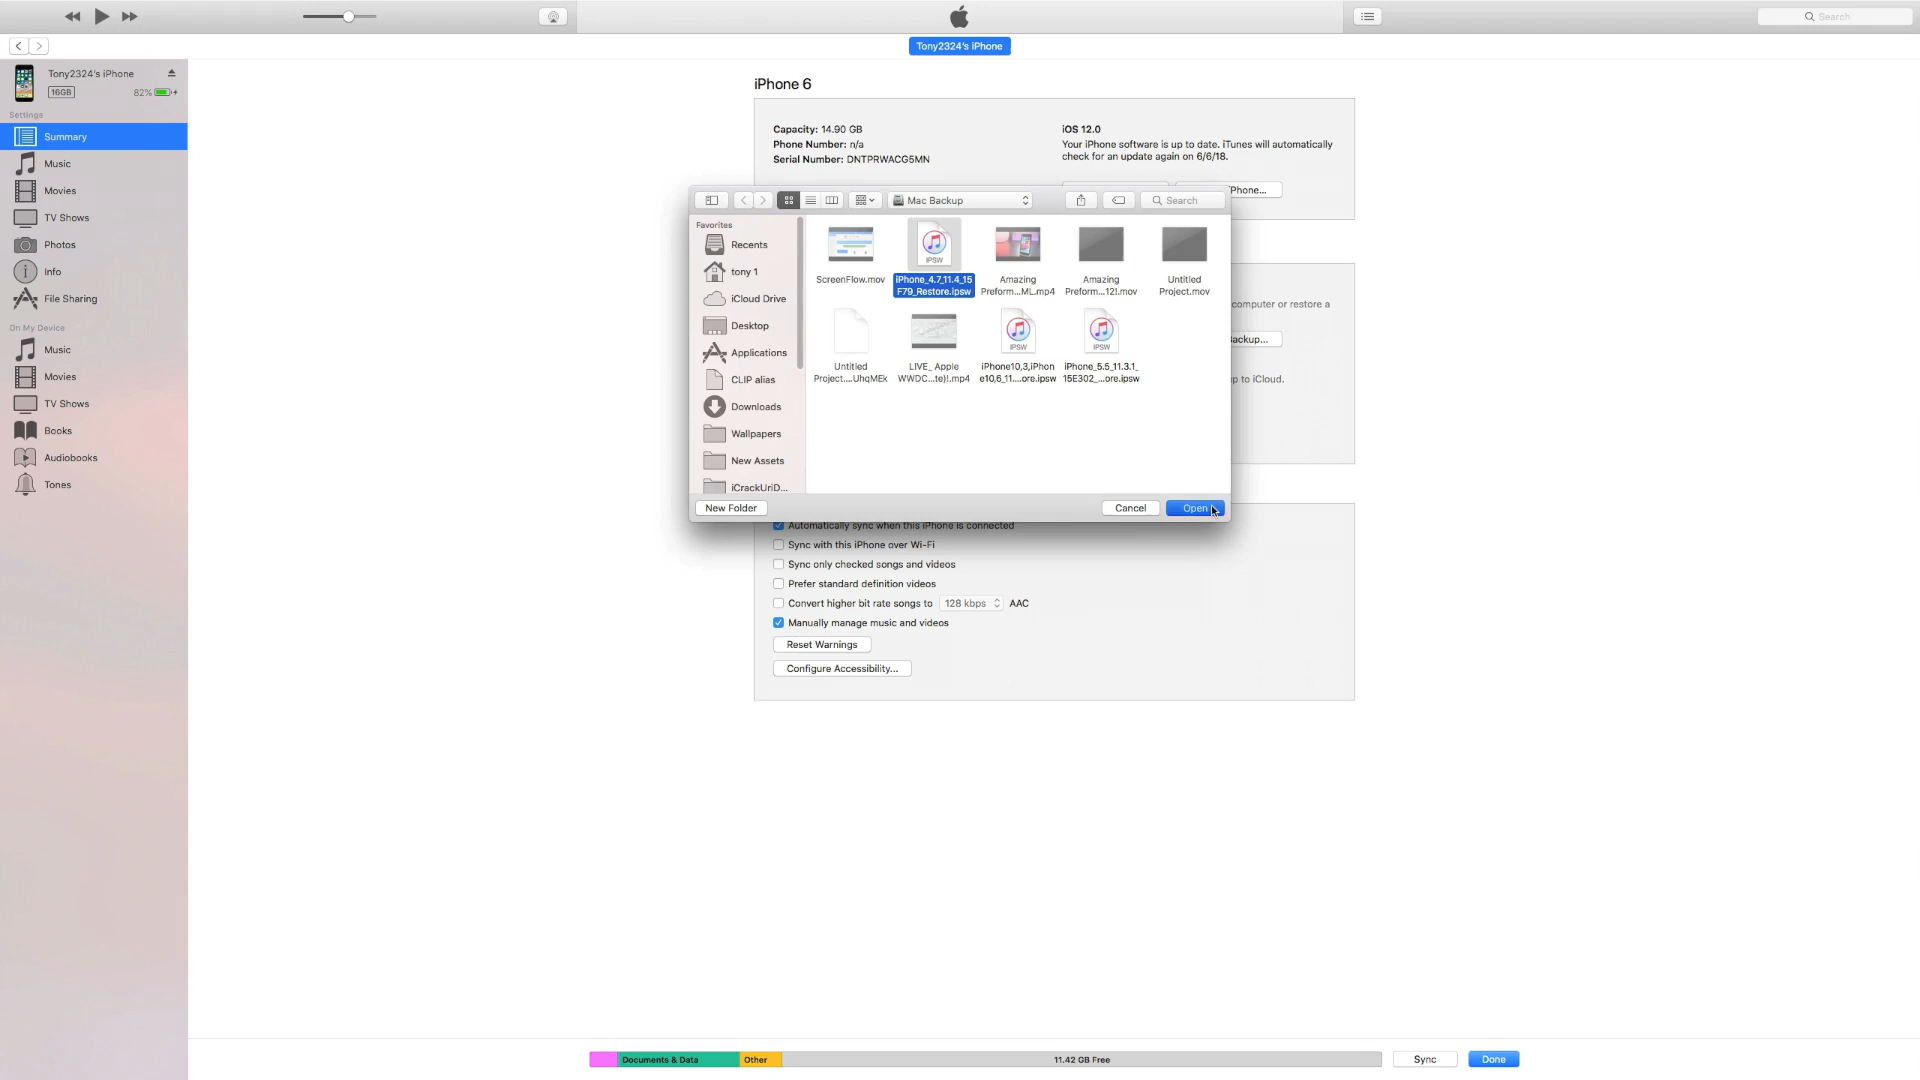 Search
Tony2324's iPhone
Tony2324's iPhone
16GB
82%
Settings
Summary
Music
Movies
TV Shows
Photos
Info
File Sharing
On My Device
Music
Movies
TV Shows
Books
Audiobooks
Tones
iPhone 6
Capacity: 14.90 GB
Phone Number: n/a
Serial Number: DNTPRWACG5MN
iOS 12.0
Your iPhone software is up to date. iTunes will automatically
check for an update again on 6/6/18.
Phone...
computer or restore a
Backup...
up to iCloud.
Mac Backup
Search
Favorites
Recents
tony 1
iCloud Drive
Desktop
Applications
CLIP alias
Downloads
Wallpapers
New Assets
iCrackUriD...
ScreenFlow.mov
IPSW
iPhone_4.7_11.4_15
F79_Restore.ipsw
Amazing
Preform...ML.mp4
Amazing
Preform...12!.mov
Untitled
Project.mov
Untitled
Project....UhqMEk
LIVE_ Apple
WWDC...te)!.mp4
IPSW
iPhone10,3,iPhon
e10,6_11....ore.ipsw
IPSW
iPhone_5.5_11.3.1_
15E302_...ore.ipsw
New Folder
Cancel
Open
Automatically sync when this iPhone is connected
Sync with this iPhone over Wi-Fi
Sync only checked songs and videos
Prefer standard definition videos
Convert higher bit rate songs to 128 kbps AAC
Manually manage music and videos
Reset Warnings
Configure Accessibility...
Documents & Data
Other
11.42 GB Free
Sync
Done